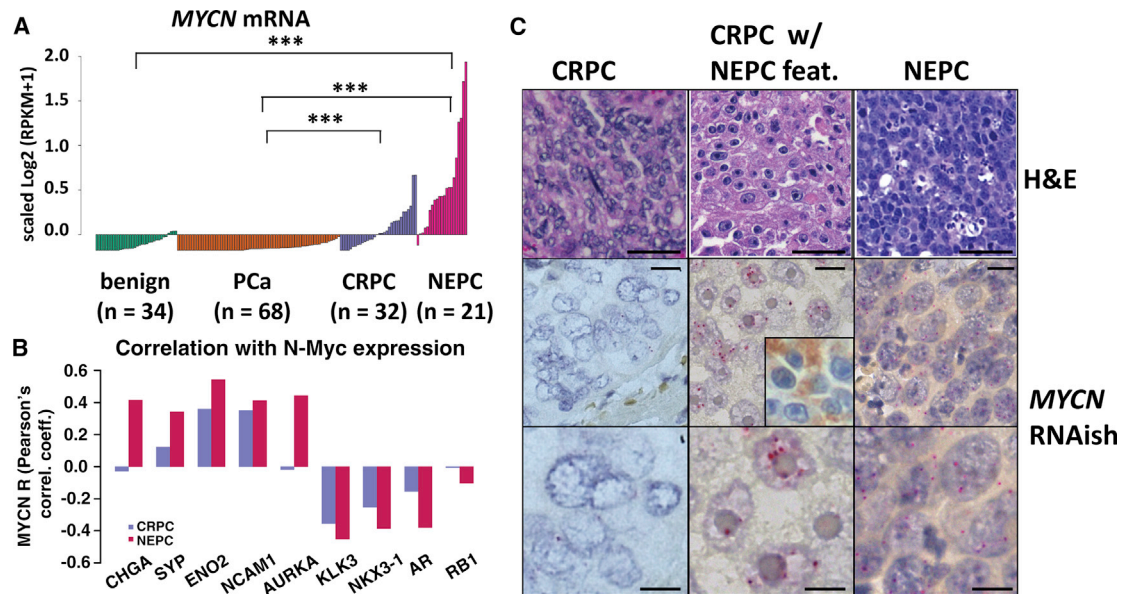 A
MYCN mRNA
***
***
***
scaled Log2 (RPKM+1)
2.0
1.5
1.0
0.5
0.0
benign
(n = 34)
PCa
(n = 68)
CRPC
(n = 32)
NEPC
(n = 21)
B
Correlation with N-Myc expression
MYCN R (Pearson's
correl. coeff.)
0.6
0.4
0.2
0.0
-0.2
-0.4
-0.6
CRPC
NEPC
CHGA
SYP
ENO2
NCAM1
AURKA
KLK3
NKX3-1
AR
RB1
C
CRPC
CRPC w/
NEPC feat.
NEPC
H&E
MYCN
RNAish